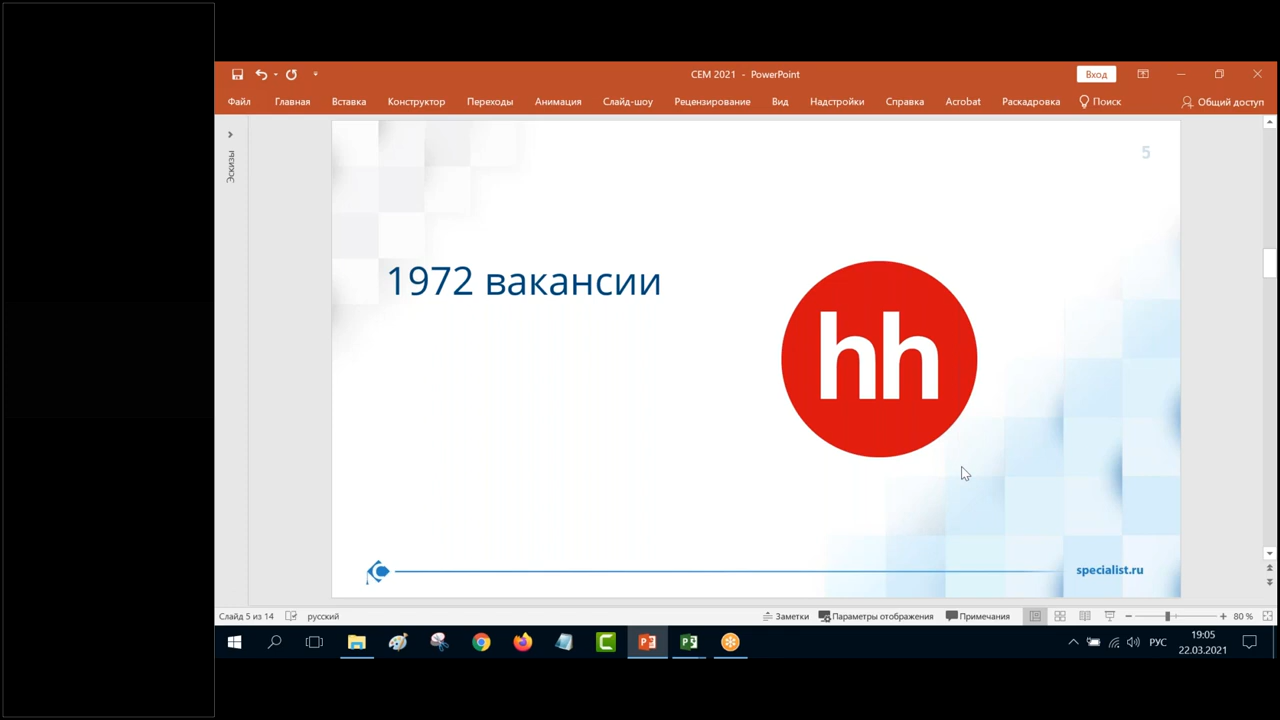 CEM 2021 - PowerPoint
Вход
Файл Главная Вставка Конструктор Переходы Анимация Слайд-шоу Рецензирование Вид Надстройки Справка Acrobat Раскадровка Поиск Общий доступ
Эскизы
5
1972 вакансии
hh
specialist.ru
Слайд 5 из 14 русский Заметки Параметры отображения Примечания 80 %
РУС
19:05
22.03.2021